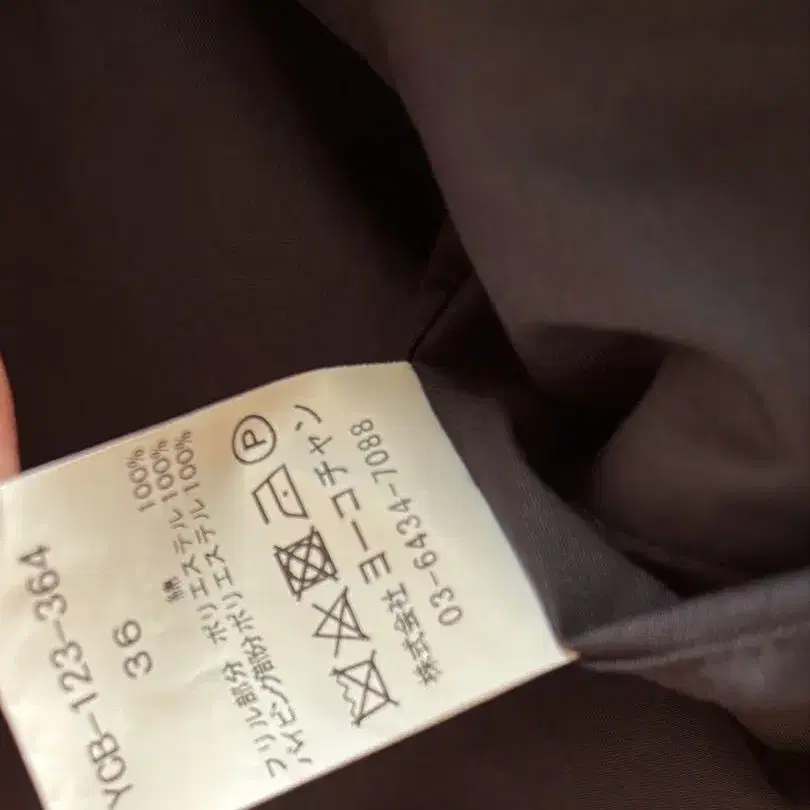 YCB-123-364
36
綿 100%
フリル部分 ポリエステル 100%
パイピング部分 ポリエステル 100%
P
株式会社 ヨーコチャン
03-6434-7088